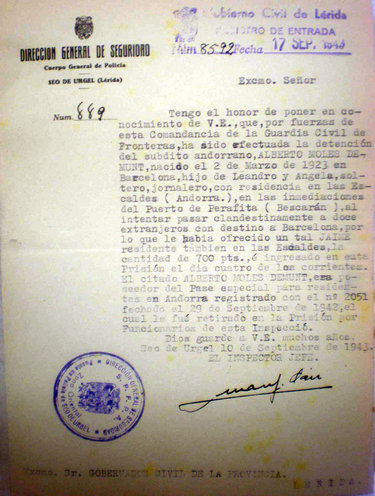 Gobierno Civil de Lérida
REGISTRO DE ENTRADA
Núm 8592 Fecha 17 SEP. 1943
DIRECCION GENERAL DE SEGURIDAD
Cuerpo General de Policía
SEO DE URGEL (Lérida)
Excmo. Señor
Num. 889
Tengo el honor de poner en co-
nocimiento de V.E., que, por fuerzas de
esta Comandancia de la Guardia Civil de
Fronteras, ha sido efectuada la detención
del subdito andorrano, ALBERTO MOLES DE-
MUNT, nacido el 2 de Marzo de 1923 en
Barcelona, hijo de Leandro y Angela, sol-
tero, jornalero, con residencia en las Es-
caldes ( Andorra.), en las inmediaciones
del Puerto de Perafita ( Bescarán ), al
intentar pasar clandestinamente a doce
extranjeros con destino a Barcelona, por
lo que le habia ofrecido un tal JAIME
residente tambien en las Escaldes, la
cantidad de 700 pts., é ingresado en esta
Prisión el dia cuatro de los corrientes.
El citado ALBERTO MOLES DEMUNT, era po-
seedor del Pase especial para residen-
tes en Andorra registrado con el nº 2051
fechado el 29 de Septiembre de 1942, el
cual le fué retirado en la Prisión por
Funcionarios de esta Inspecció.
Dios guarde a V.E. muchos años.
Seo de Urgel 10 de Septiembre de 1943.
EL INSPECTOR JEFE.
DIRECCION GENERAL DE SEGURIDAD
Excmo. Sr. GOBERNADOR CIVIL DE LA PROVINCIA.
LERIDA.